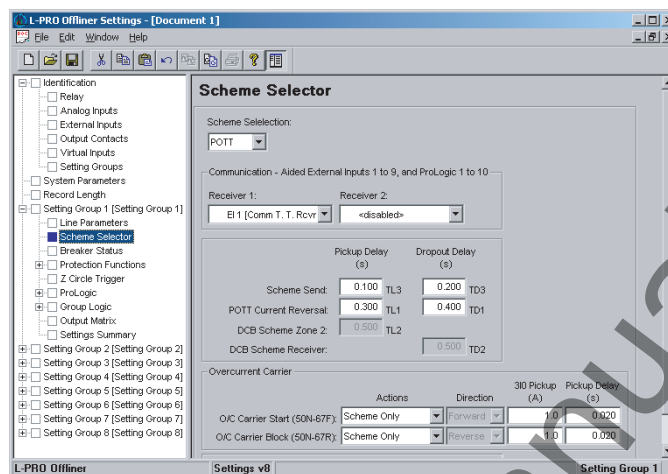 L-PRO Offliner Settings - [Document 1]
File Edit Window Help
Identification
Relay
Analog Inputs
External Inputs
Output Contacts
Virtual Inputs
Setting Groups
System Parameters
Record Length
Setting Group 1 [Setting Group 1]
Line Parameters
Scheme Selector
Breaker Status
Protection Functions
Z Circle Trigger
ProLogic
Group Logic
Output Matrix
Settings Summary
Setting Group 2 [Setting Group 2]
Setting Group 3 [Setting Group 3]
Setting Group 4 [Setting Group 4]
Setting Group 5 [Setting Group 5]
Setting Group 6 [Setting Group 6]
Setting Group 7 [Setting Group 7]
Setting Group 8 [Setting Group 8]
Scheme Selector
Scheme Selelection:
POTT
Communication - Aided External Inputs 1 to 9, and ProLogic 1 to 10
Receiver 1: Receiver 2:
EI 1 [Comm T. T. Rcvr <disabled>
Pickup Delay Dropout Delay
(s) (s)
Scheme Send: 0.100 TL3 0.200 TD3
POTT Current Reversal: 0.300 TL1 0.400 TD1
DCB Scheme Zone 2: 0.500 TL2
DCB Scheme Receiver: 0.500 TD2
Overcurrent Carrier
3I0 Pickup Pickup Delay
Actions Direction (A) (s)
O/C Carrier Start (50N-67F): Scheme Only Forward 1.0 0.020
O/C Carrier Block (50N-67R): Scheme Only Reverse 1.0 0.020
L-PRO Offliner Settings v8 Setting Group 1